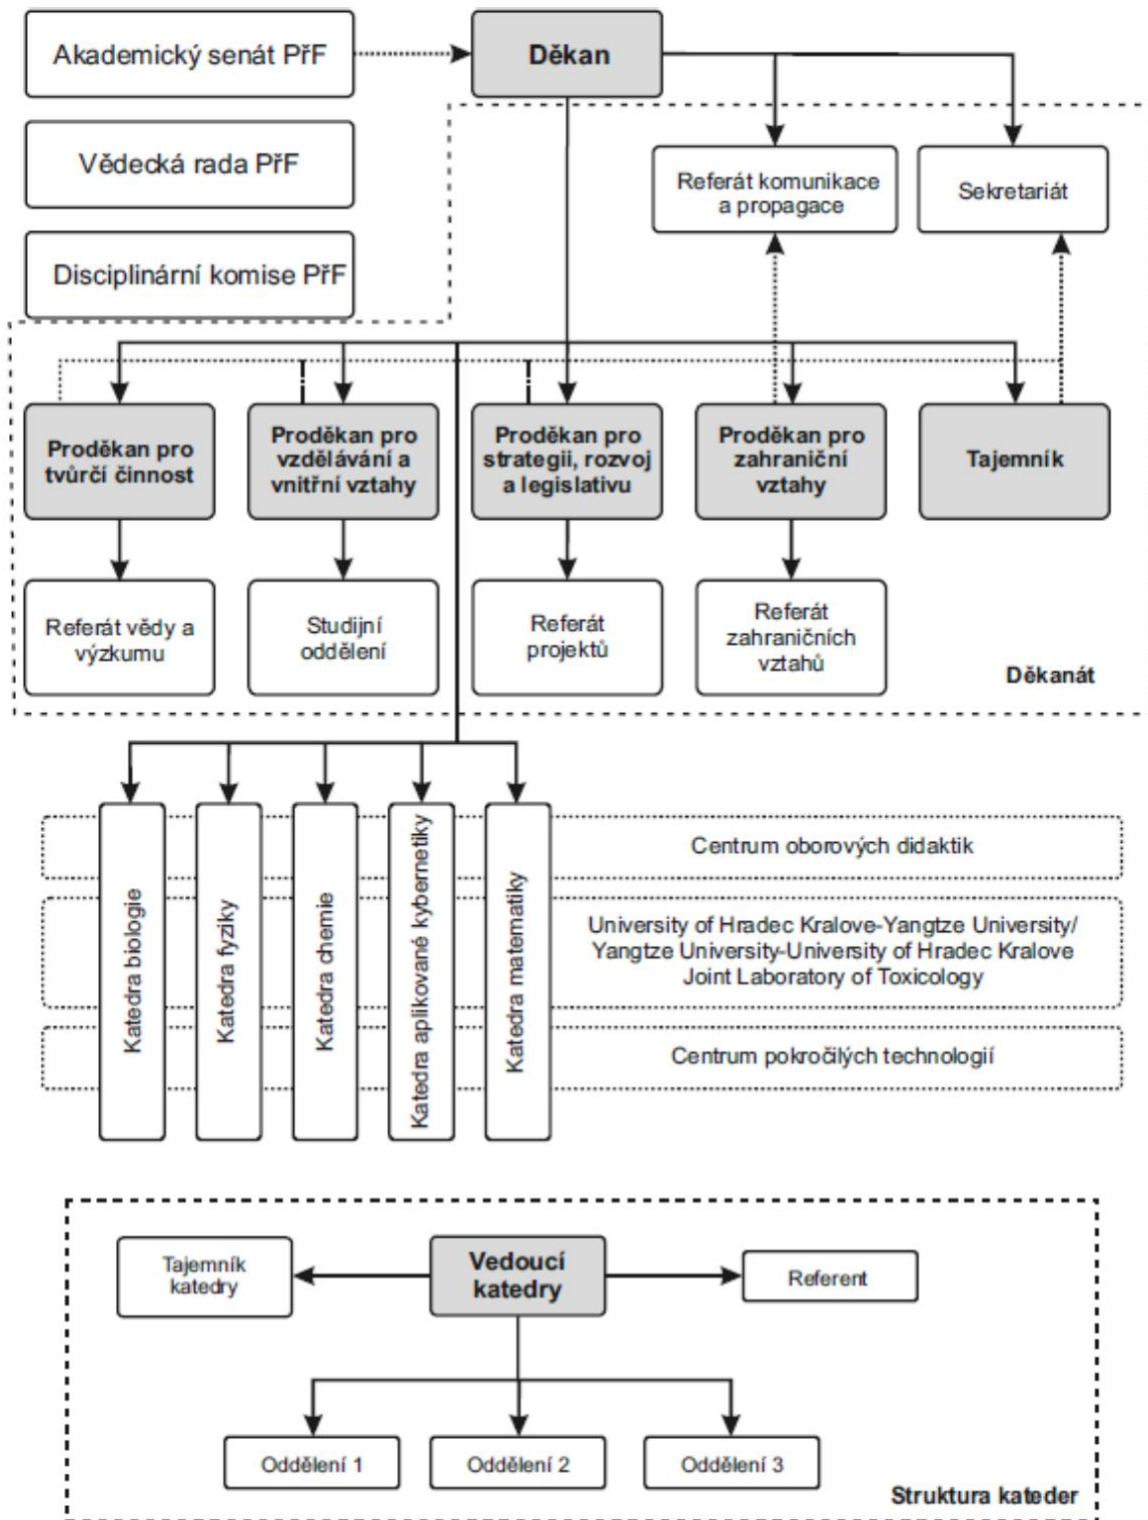 Akademický senát PřF
Děkan
Vědecká rada PřF
Referát komunikace
a propagace
Sekretariát
Disciplinární komise PřF
Proděkan pro
tvůrčí činnost
Proděkan pro
vzdělávání a
vnitřní vztahy
Proděkan pro
strategii, rozvoj
a legislativu
Proděkan pro
zahraniční
vztahy
Tajemník
Referát vědy a
výzkumu
Studijní
oddělení
Referát
projektů
Referát
zahraničních
vztahů
Děkanát
Katedra biologie
Katedra fyziky
Katedra chemie
Katedra aplikované kybernetiky
Katedra matematiky
Centrum oborových didaktik
University of Hradec Kralove-Yangtze University/
Yangtze University-University of Hradec Kralove
Joint Laboratory of Toxicology
Centrum pokročilých technologií
Tajemník
katedry
Vedoucí
katedry
Referent
Oddělení 1
Oddělení 2
Oddělení 3
Struktura kateder